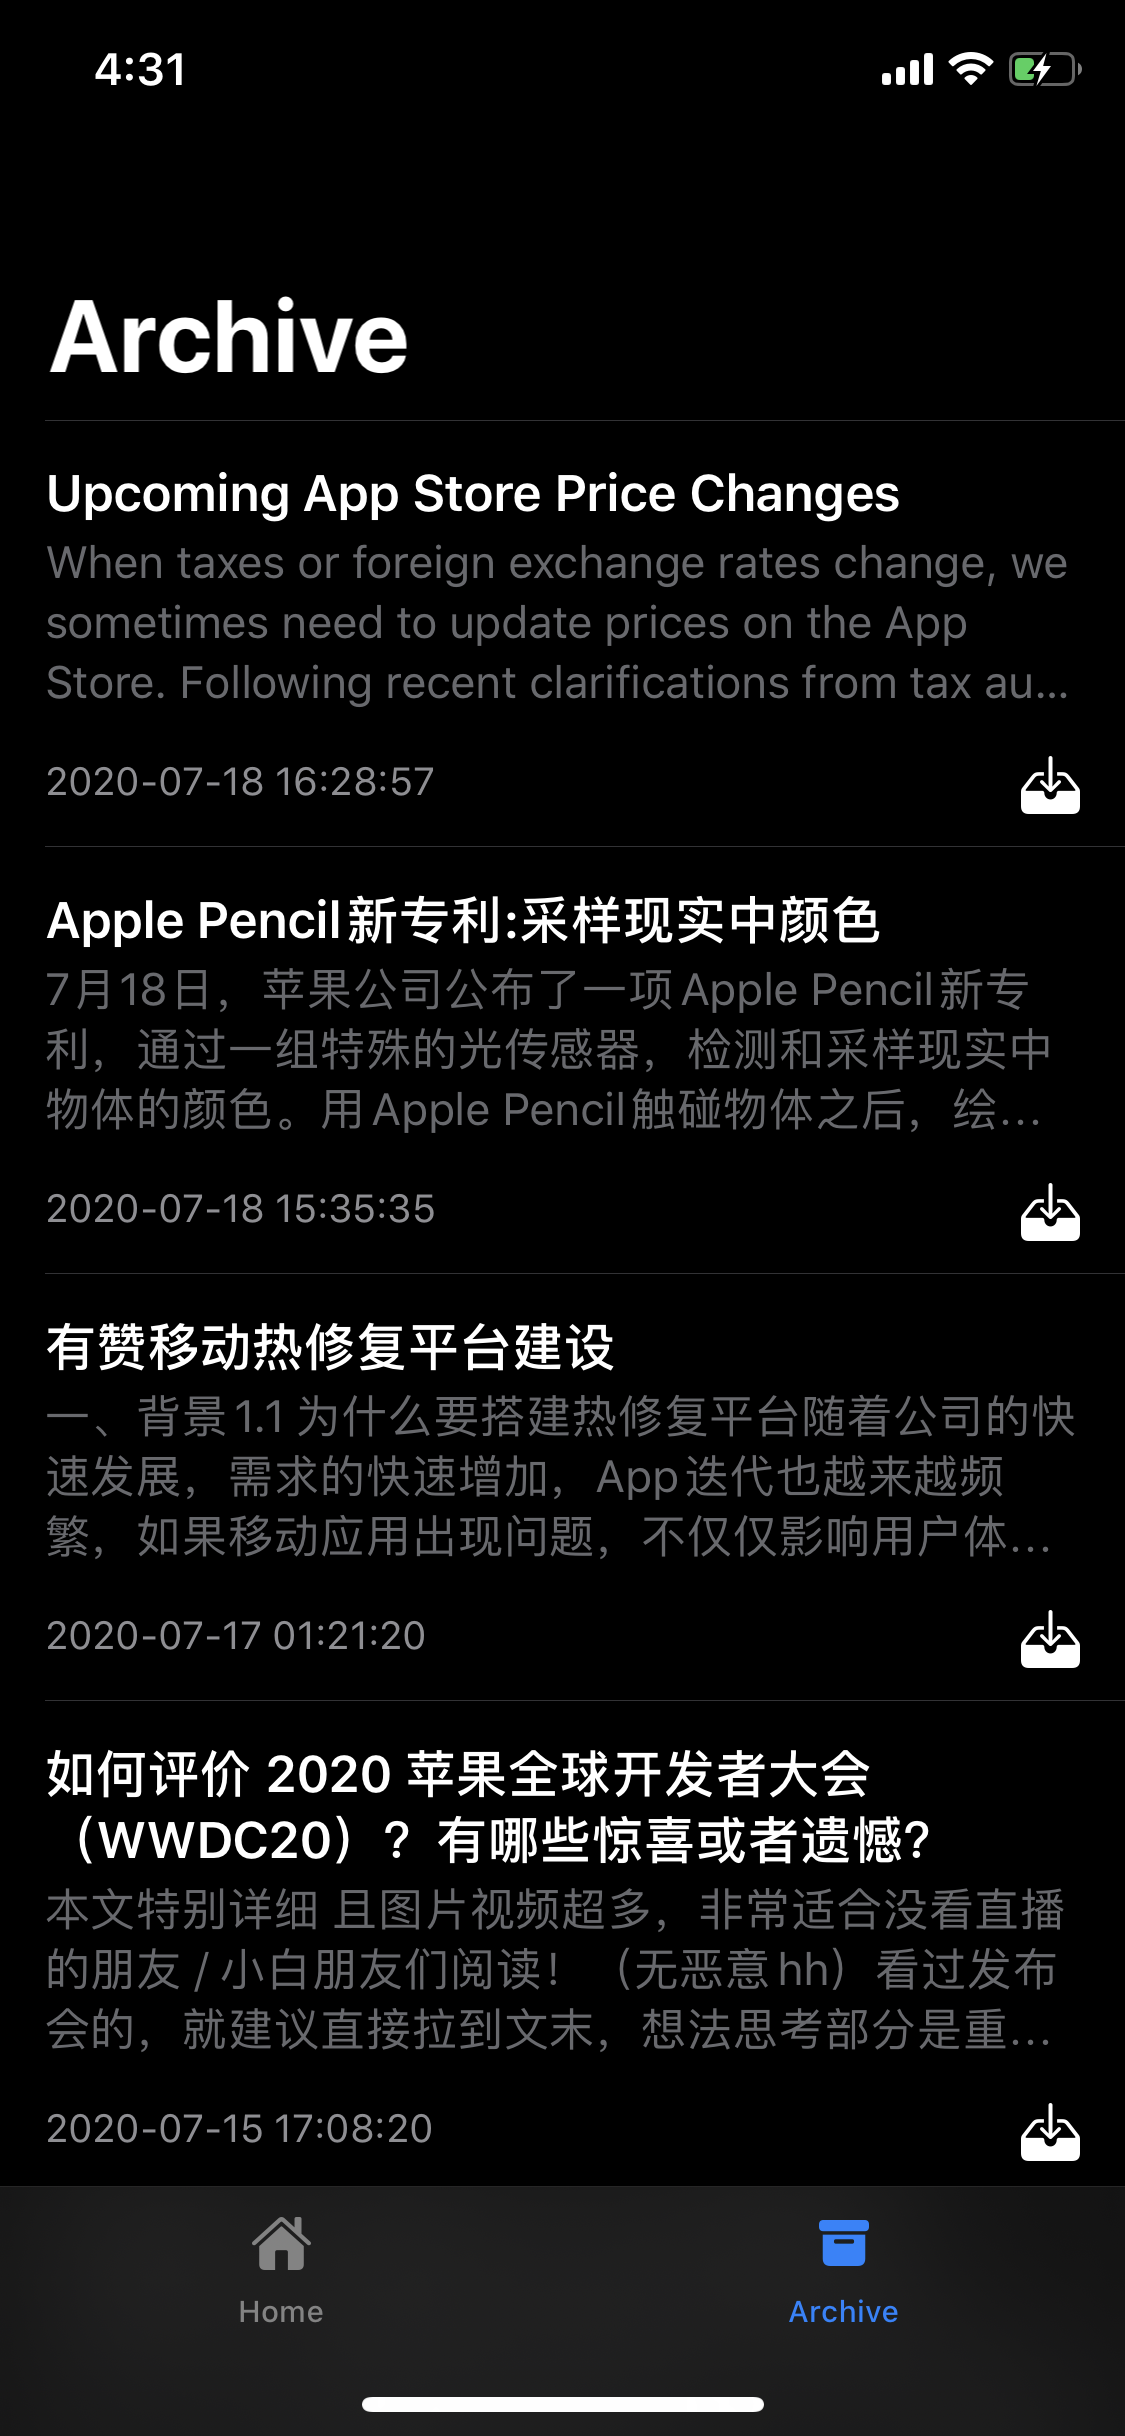 4:31
Archive
Upcoming App Store Price Changes
When taxes or foreign exchange rates change, we
sometimes need to update prices on the App
Store. Following recent clarifications from tax au...
2020-07-18 16:28:57
Apple Pencil新专利:采样现实中颜色
7月18日，苹果公司公布了一项Apple Pencil新专
利，通过一组特殊的光传感器，检测和采样现实中
物体的颜色。用Apple Pencil触碰物体之后，绘...
2020-07-18 15:35:35
有赞移动热修复平台建设
一、背景1.1 为什么要搭建热修复平台随着公司的快
速发展，需求的快速增加，App迭代也越来越频
繁，如果移动应用出现问题，不仅仅影响用户体...
2020-07-17 01:21:20
如何评价 2020 苹果全球开发者大会
（WWDC20）？有哪些惊喜或者遗憾?
本文特别详细 且图片视频超多，非常适合没看直播
的朋友 / 小白朋友们阅读！（无恶意hh）看过发布
会的，就建议直接拉到文末，想法思考部分是重...
2020-07-15 17:08:20
Home
Archive